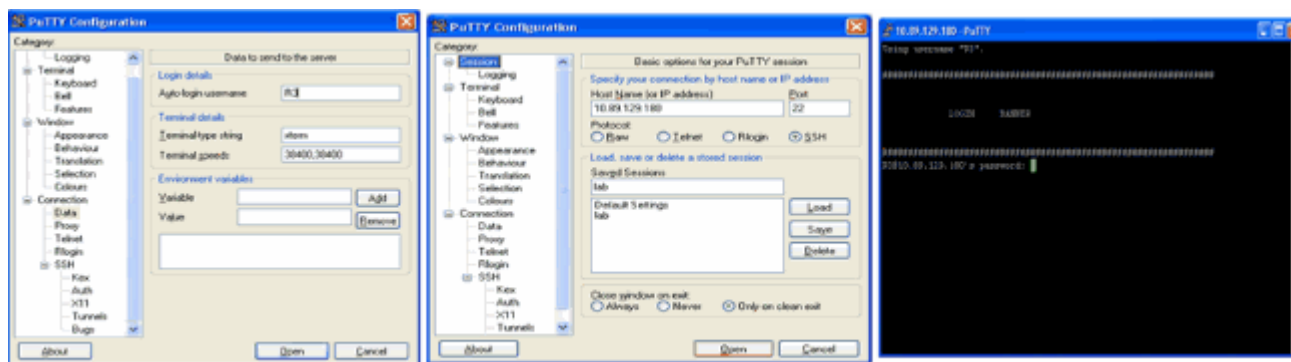 PuTTY Configuration
Category:
Logging
Terminal
Keyboard
Bell
Features
Window
Appearance
Behaviour
Translation
Selection
Colours
Connection
Data
Proxy
Telnet
Rlogin
SSH
Kex
Auth
X11
Tunnels
Bugs
Data to send to the server
Login details
Auto-login username
Terminal details
Terminal-type string xterm
Terminal speeds 38400,38400
Environment variables
Variable
Add
Value
Remove
About
Open
Cancel
PuTTY Configuration
Category:
Session
Logging
Terminal
Keyboard
Bell
Features
Window
Appearance
Behaviour
Translation
Selection
Colours
Connection
Data
Proxy
Telnet
Rlogin
SSH
Kex
Auth
X11
Tunnels
Basic options for your PuTTY session
Specify your connection by host name or IP address
Host Name (or IP address) Port
10.89.129.180 22
Protocol:
Raw Telnet Rlogin SSH
Load, save or delete a stored session
Saved Sessions
lab
Default Settings
lab
Load
Save
Delete
Close window on exit:
Always Never Only on clean exit
About
Open
Cancel
10.89.129.180 - PuTTY
Using username
LOGIN BANNER
password: